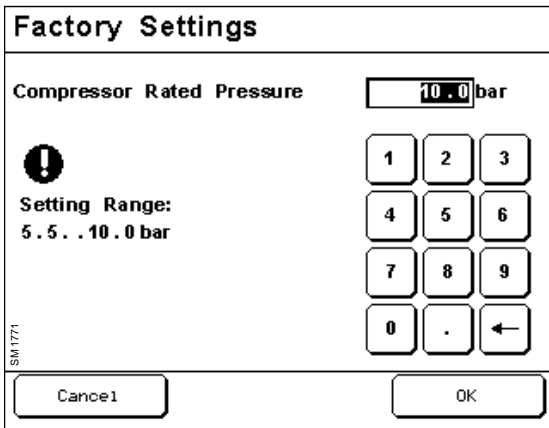 Factory Settings
Compressor Rated Pressure 10.0 bar
1 2 3
Setting Range:
4 5 6
5.5..10.0 bar
7 8 9
0 . ←
SM1771
Cancel OK